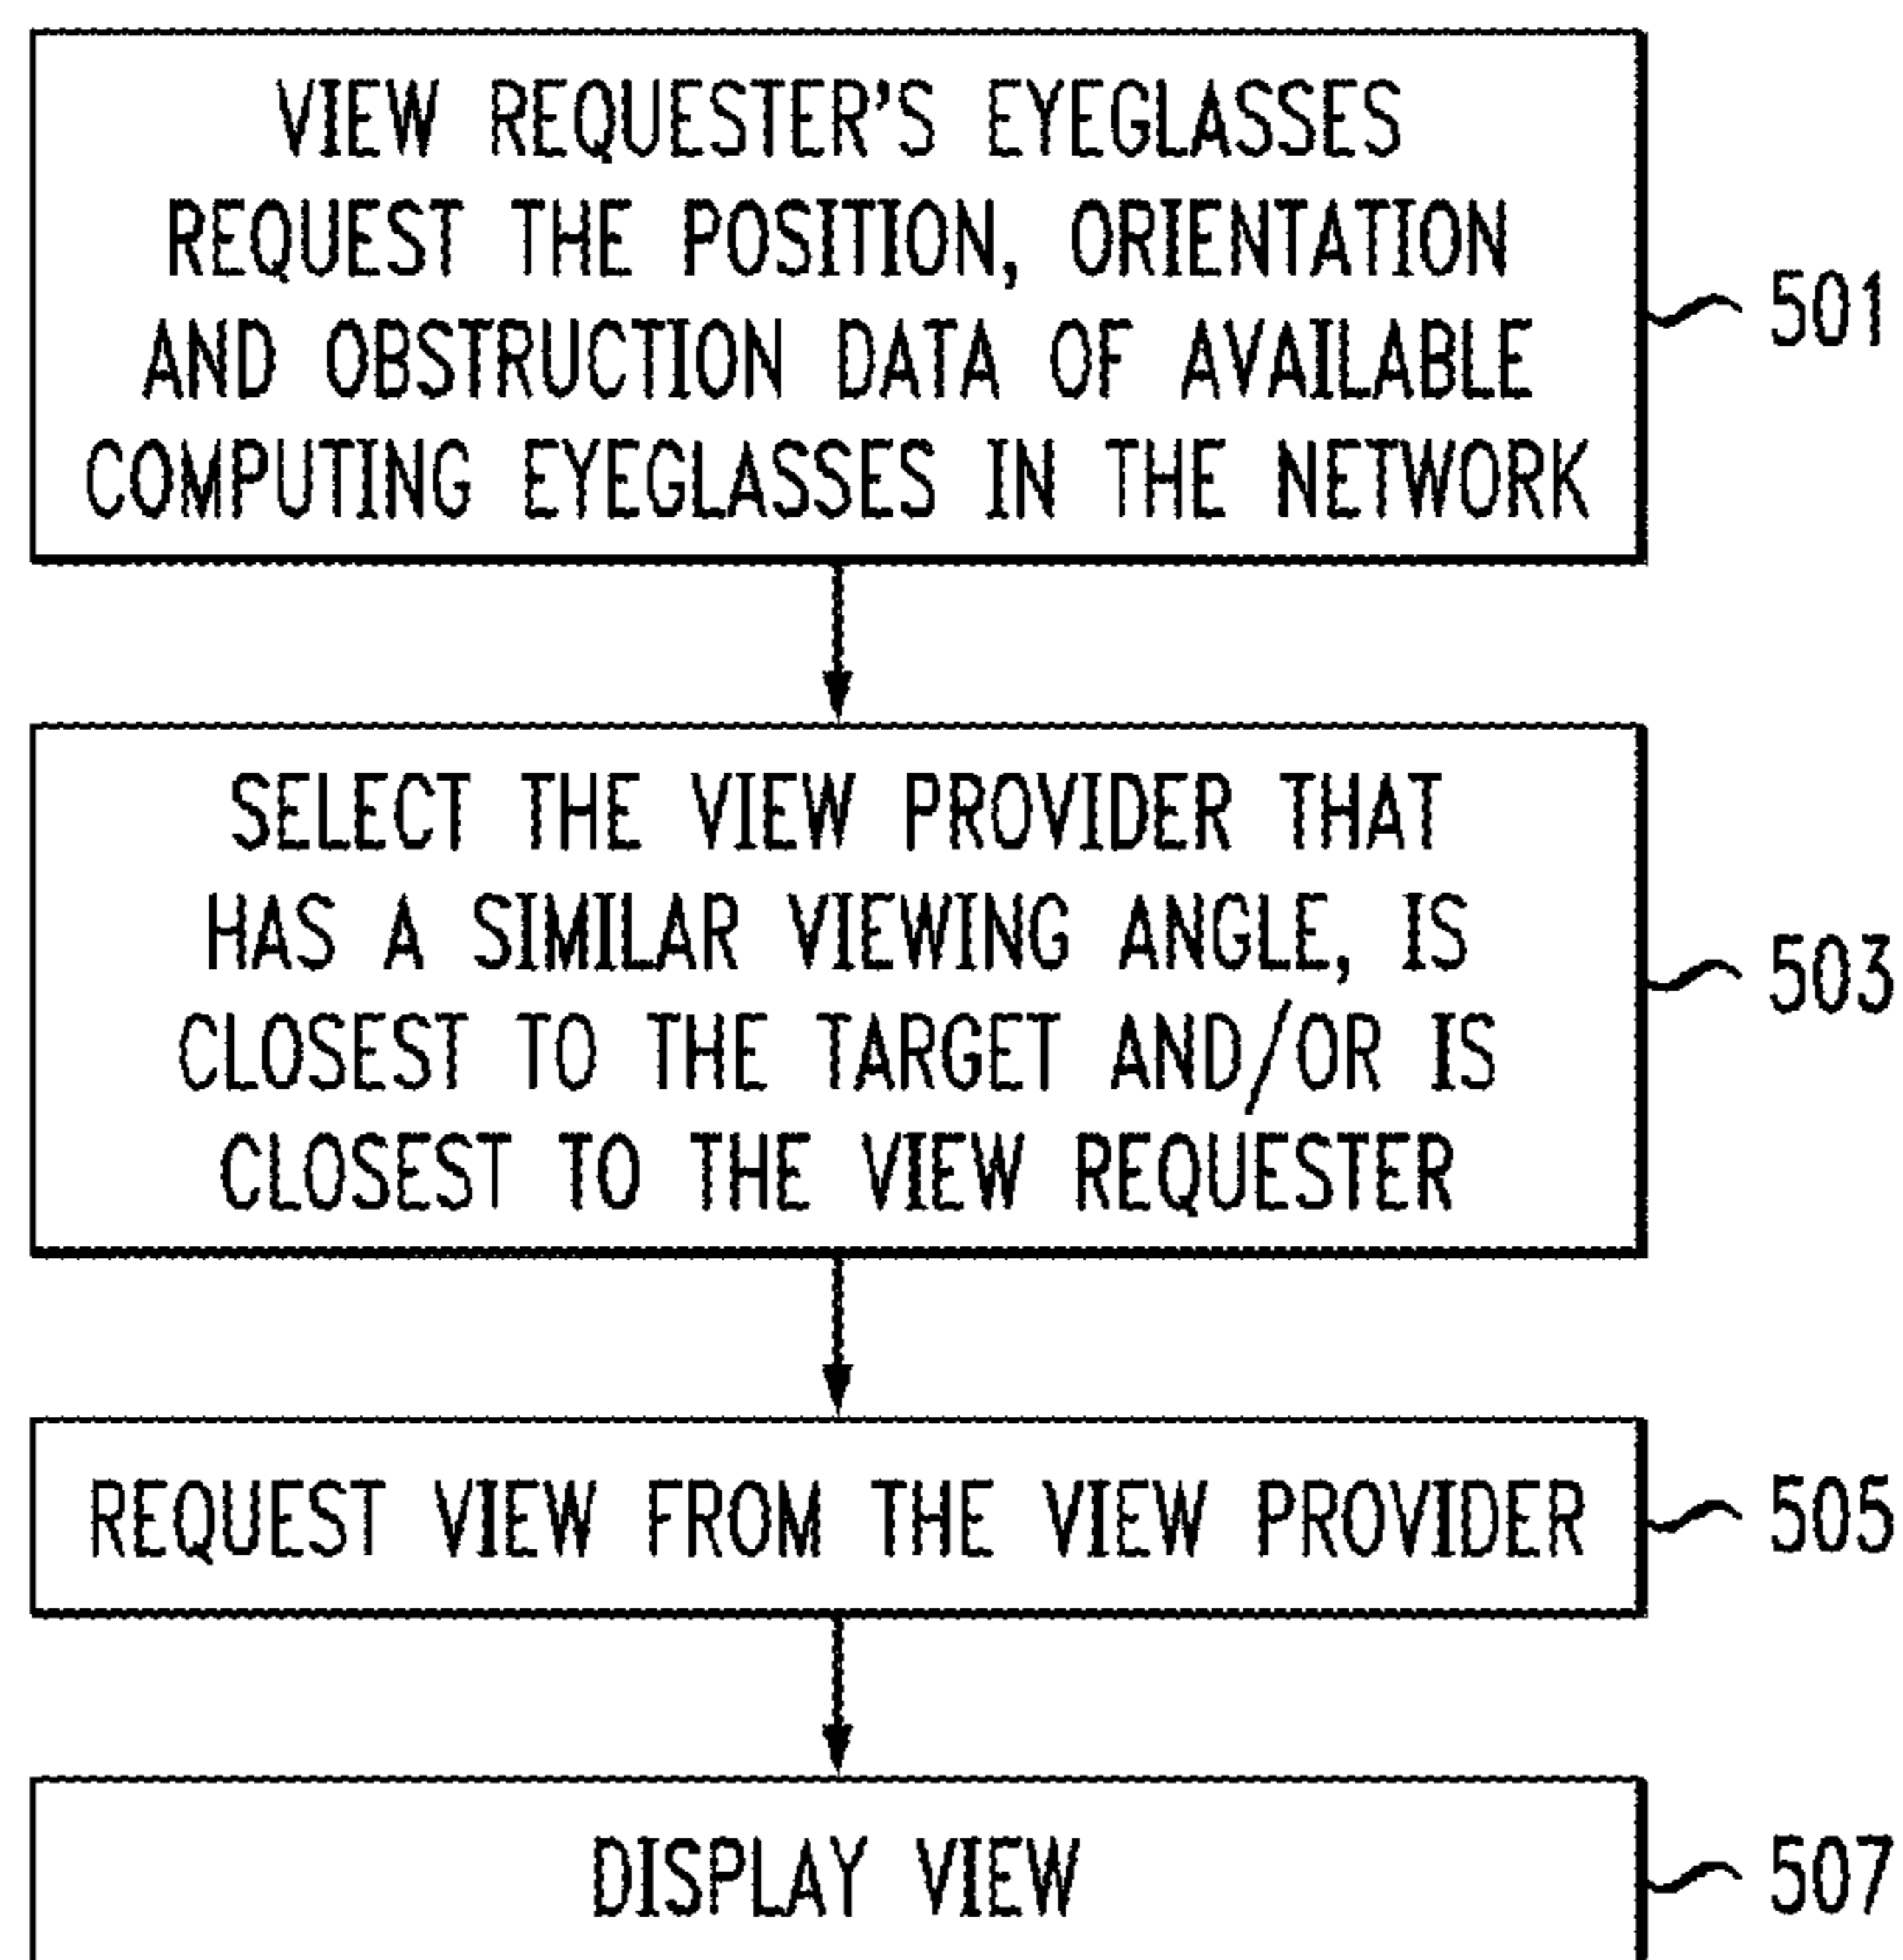 VIEW REQUESTER'S EYEGLASSES
REQUEST THE POSITION, ORIENTATION
AND OBSTRUCTION DATA OF AVAILABLE
COMPUTING EYEGLASSES IN THE NETWORK
501
SELECT THE VIEW PROVIDER THAT
HAS A SIMILAR VIEWING ANGLE, IS
CLOSEST TO THE TARGET AND/OR IS
CLOSEST TO THE VIEW REQUESTER
503
REQUEST VIEW FROM THE VIEW PROVIDER
505
DISPLAY VIEW
507